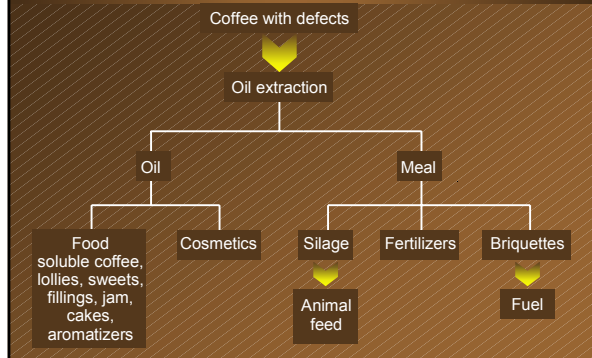 Coffee with defects
Oil extraction
Oil
Meal
Food
soluble coffee,
lollies, sweets,
fillings, jam,
cakes,
aromatizers
Cosmetics
Silage
Fertilizers
Briquettes
Animal
feed
Fuel